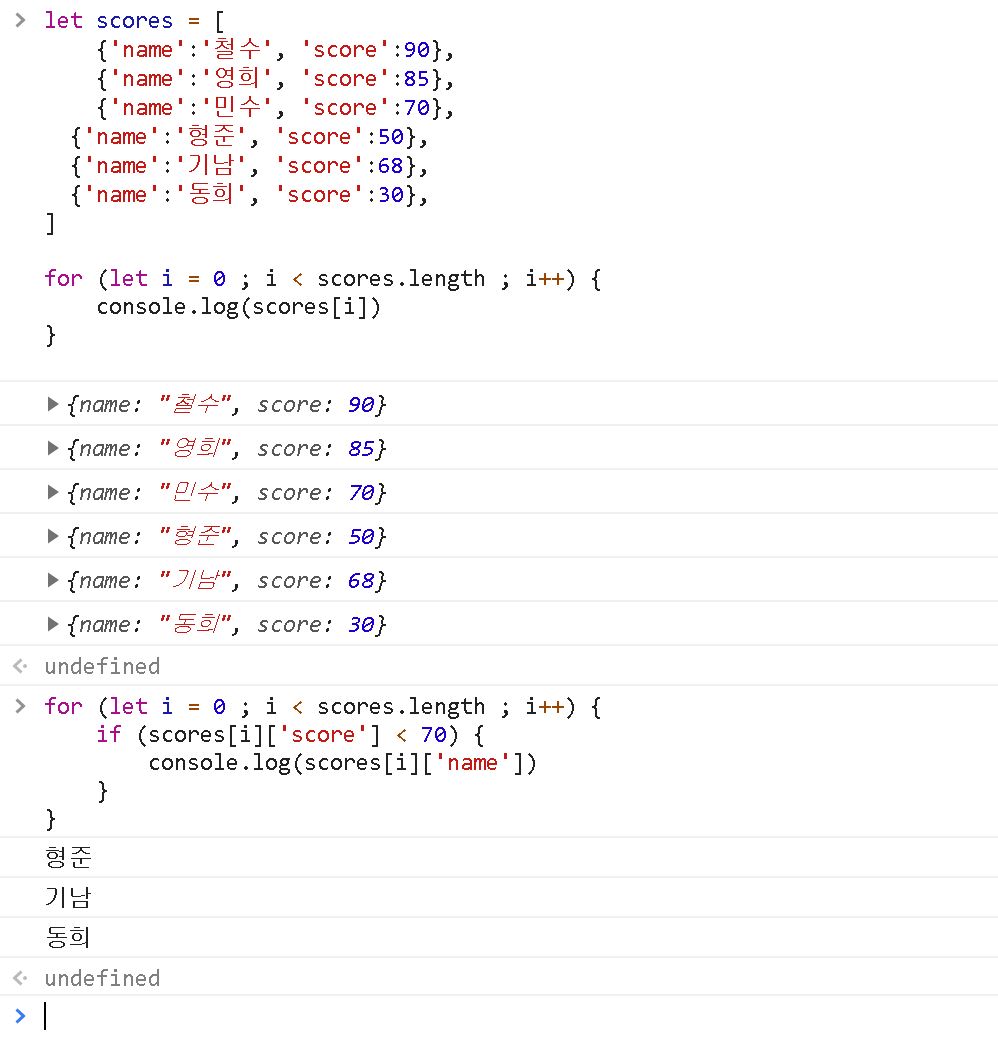 let scores = [
    {'name':'철수', 'score':90},
    {'name':'영희', 'score':85},
    {'name':'민수', 'score':70},
  {'name':'형준', 'score':50},
  {'name':'기남', 'score':68},
  {'name':'동희', 'score':30},
]
for (let i = 0 ; i < scores.length ; i++) {
    console.log(scores[i])
}
{name: "철수", score: 90}
{name: "영희", score: 85}
{name: "민수", score: 70}
{name: "형준", score: 50}
{name: "기남", score: 68}
{name: "동희", score: 30}
undefined
for (let i = 0 ; i < scores.length ; i++) {
    if (scores[i]['score'] < 70) {
        console.log(scores[i]['name'])
    }
}
형준
기남
동희
undefined